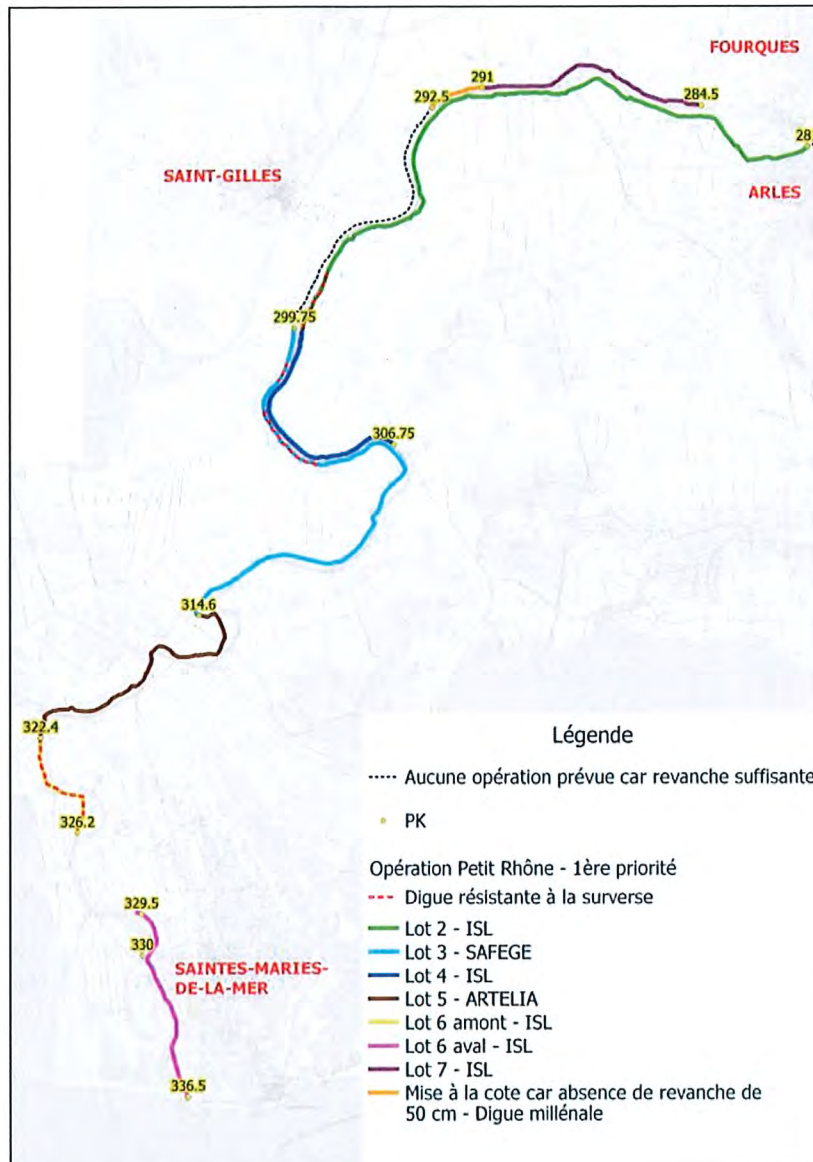 FOURQUES
291
292.5
284.5
28
SAINT-GILLES
ARLES
299.75
306.75
314.6
322.4
326.2
329.5
330
SAINTES-MARIES-
DE-LA-MER
336.5
Légende
Aucune opération prévue car revanche suffisante
PK
Opération Petit Rhône - 1ère priorité
Digue résistante à la surverse
Lot 2 - ISL
Lot 3 - SAFEGE
Lot 4 - ISL
Lot 5 - ARTELIA
Lot 6 amont - ISL
Lot 6 aval - ISL
Lot 7 - ISL
Mise à la cote car absence de revanche de
50 cm - Digue millénale